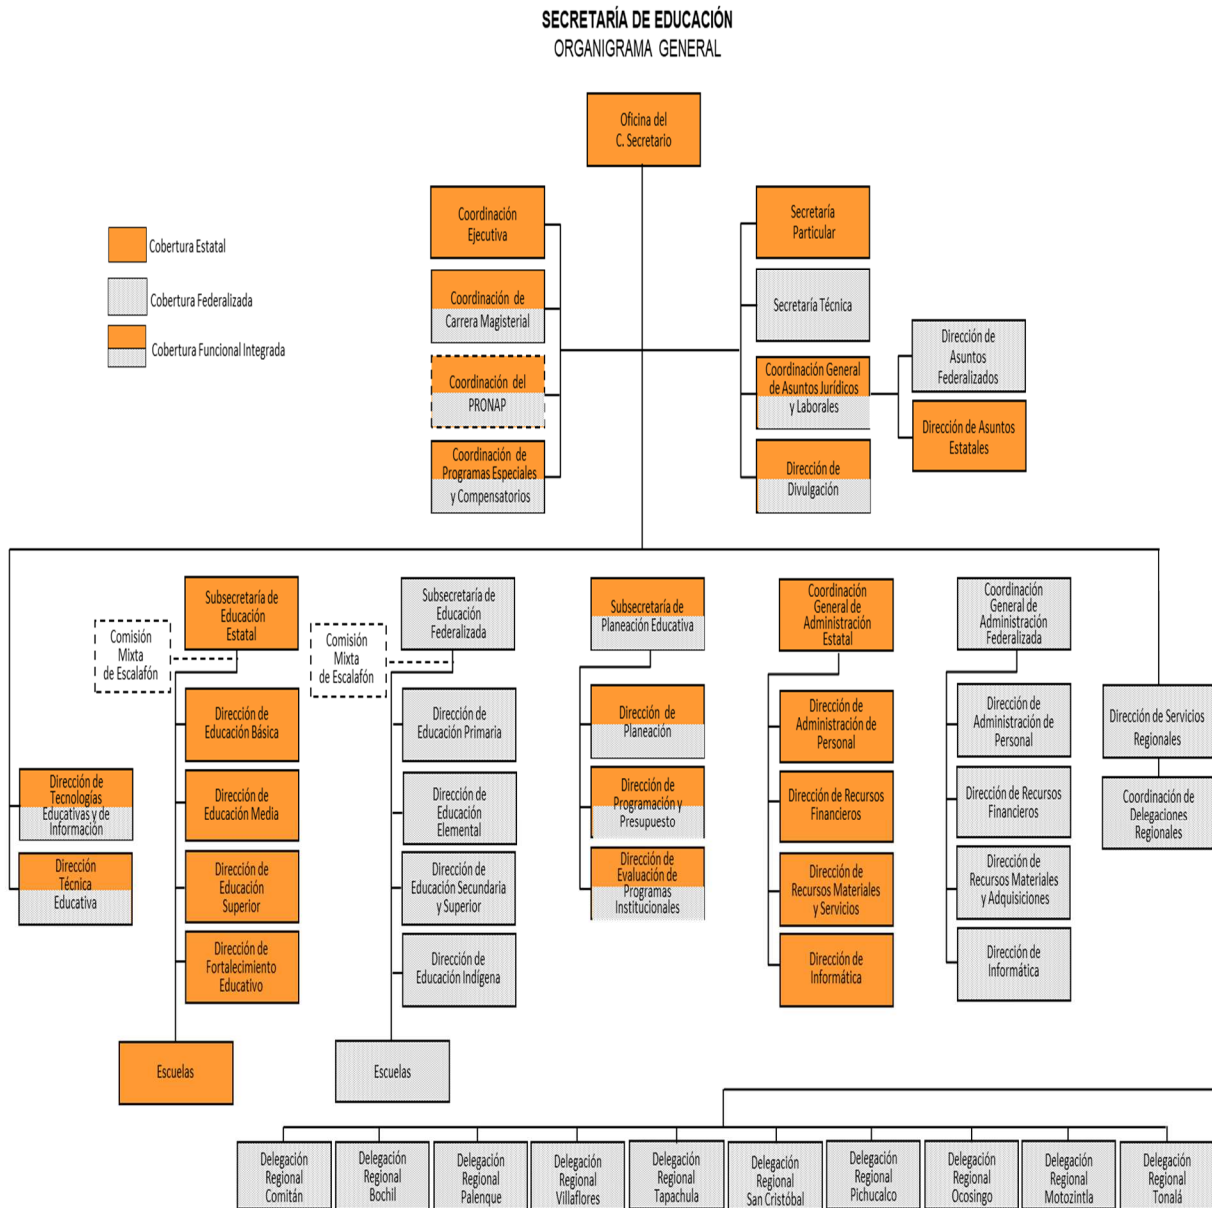 SECRETARÍA DE EDUCACIÓN
ORGANIGRAMA GENERAL
Oficina del
C. Secretario
Coordinación
Ejecutiva
Secretaría
Particular
Cobertura Estatal
Cobertura Federalizada
Cobertura Funcional Integrada
Coordinación de
Carrera Magisterial
Secretaría Técnica
Coordinación del
PRONAP
Coordinación General
de Asuntos Jurídicos
y Laborales
Dirección de
Asuntos
Federalizados
Dirección de Asuntos
Estatales
Coordinación de
Programas Especiales
y Compensatorios
Dirección de
Divulgación
Subsecretaría de
Educación
Estatal
Comisión
Mixta
de Escalafón
Subsecretaría de
Educación
Federalizada
Comisión
Mixta
de Escalafón
Subsecretaría de
Planeación Educativa
Coordinación
General de
Administración
Estatal
Coordinación
General de
Administración
Federalizada
Dirección de
Educación Básica
Dirección de
Educación Primaria
Dirección de
Planeación
Dirección de
Administración de
Personal
Dirección de
Administración de
Personal
Dirección de Servicios
Regionales
Dirección de
Tecnologías
Educativas y de
Información
Dirección de
Educación Media
Dirección de
Educación
Elemental
Dirección de
Programación y
Presupuesto
Dirección de Recursos
Financieros
Dirección de Recursos
Financieros
Coordinación de
Delegaciones
Regionales
Dirección
Técnica
Educativa
Dirección de
Educación
Superior
Dirección de
Educación Secundaria
y Superior
Dirección de
Evaluación de
Programas
Institucionales
Dirección de
Recursos Materiales
y Servicios
Dirección de
Recursos Materiales
y Adquisiciones
Dirección de
Fortalecimiento
Educativo
Dirección de
Educación Indígena
Dirección de
Informática
Dirección de
Informática
Escuelas
Escuelas
Delegación
Regional
Comitán
Delegación
Regional
Bochil
Delegación
Regional
Palenque
Delegación
Regional
Villaflores
Delegación
Regional
Tapachula
Delegación
Regional
San Cristóbal
Delegación
Regional
Pichucalco
Delegación
Regional
Ocosingo
Delegación
Regional
Motozintla
Delegación
Regional
Tonalá